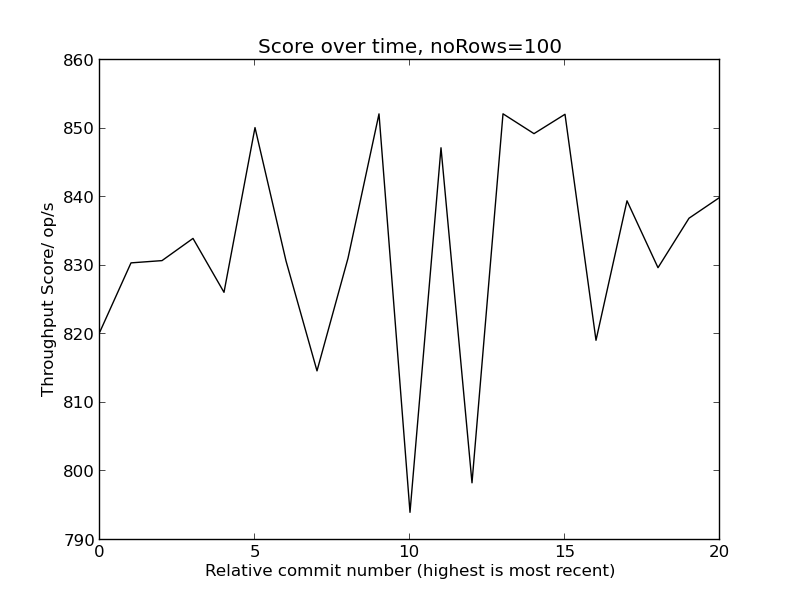 Score over time, noRows=100
860
850
840
830
820
810
800
790
Throughput Score/ op/s
0 5 10 15 20
Relative commit number (highest is most recent)